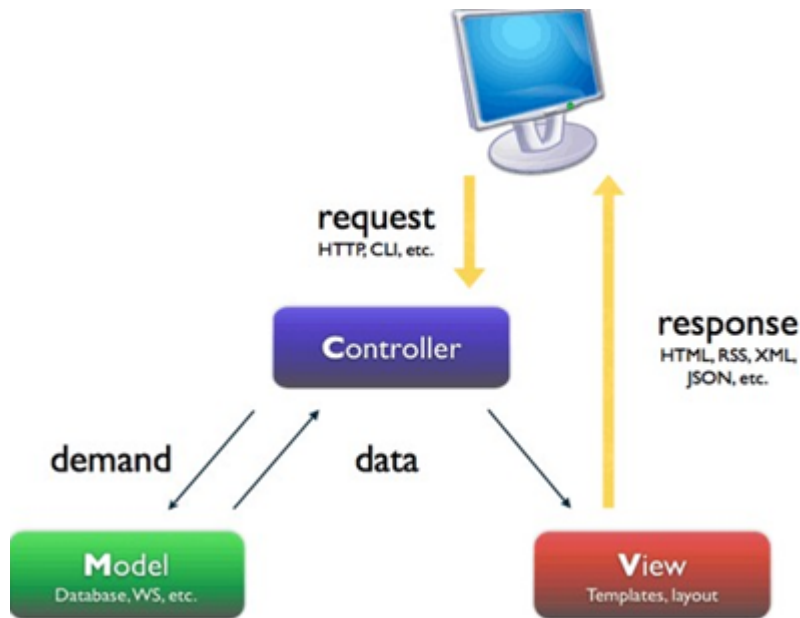 request
HTTP, CLI, etc.
Controller
response
HTML, RSS, XML,
JSON, etc.
demand
data
Model
Database, WS, etc.
View
Templates, layout